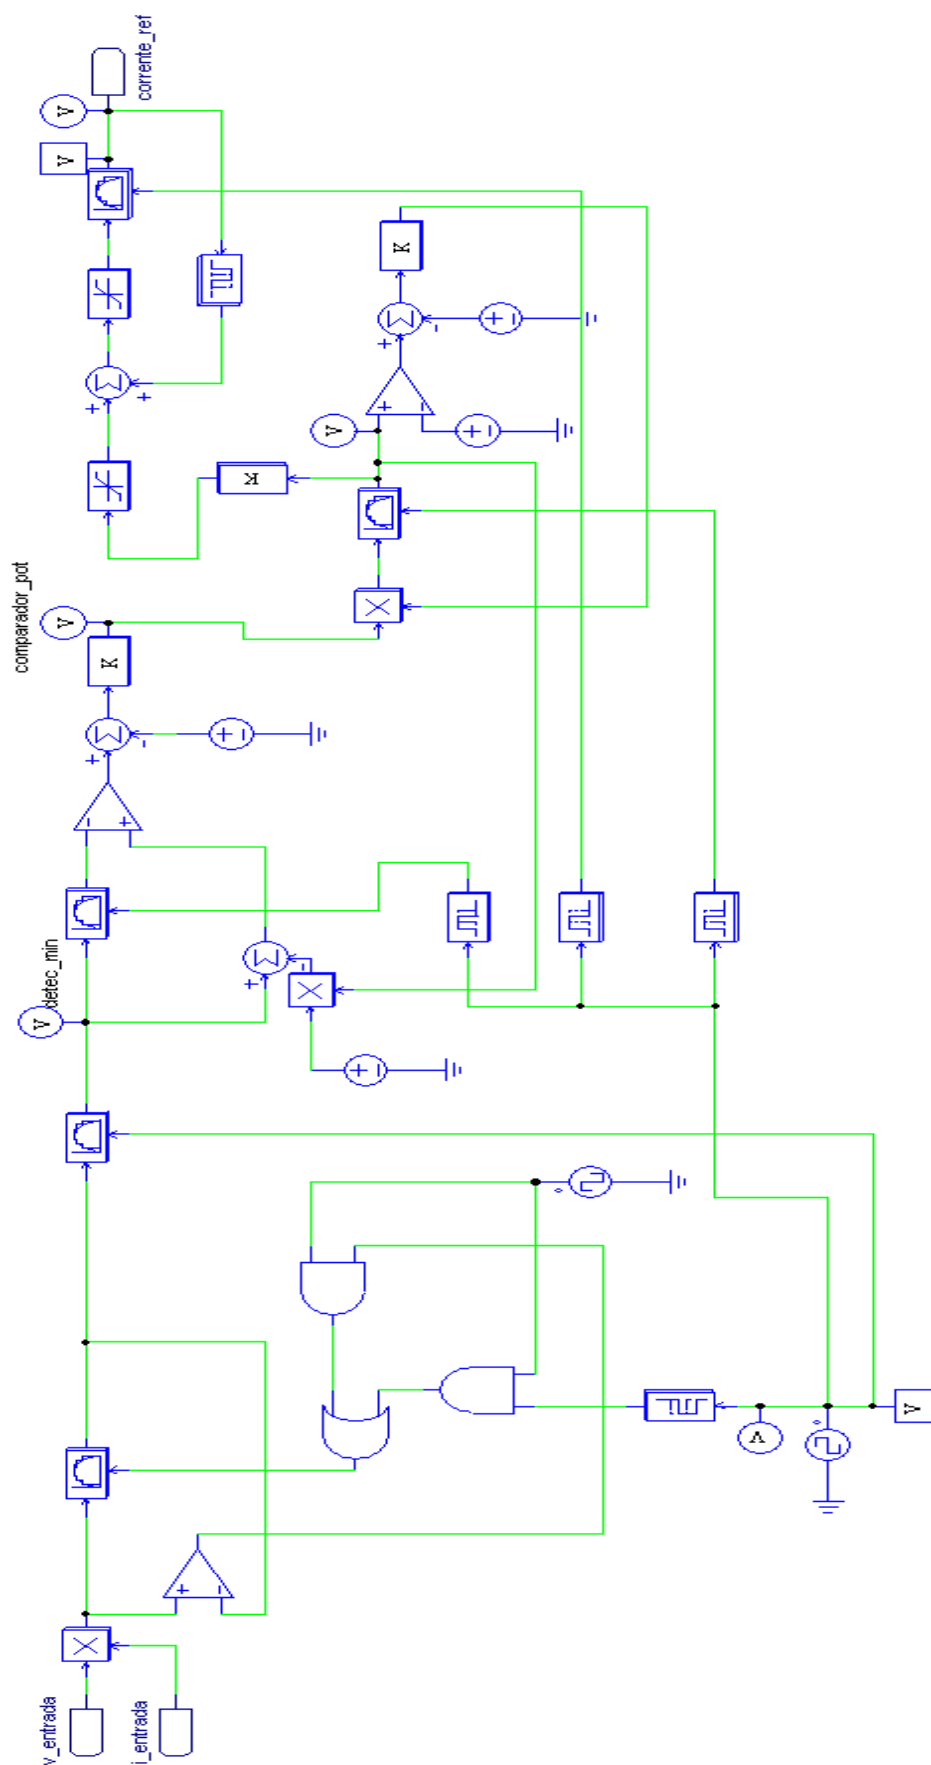 corrente_ref
V
V
K
K
V
comparador_pot
V
K
detec_min
V
V
V
v_entrada
i_entrada